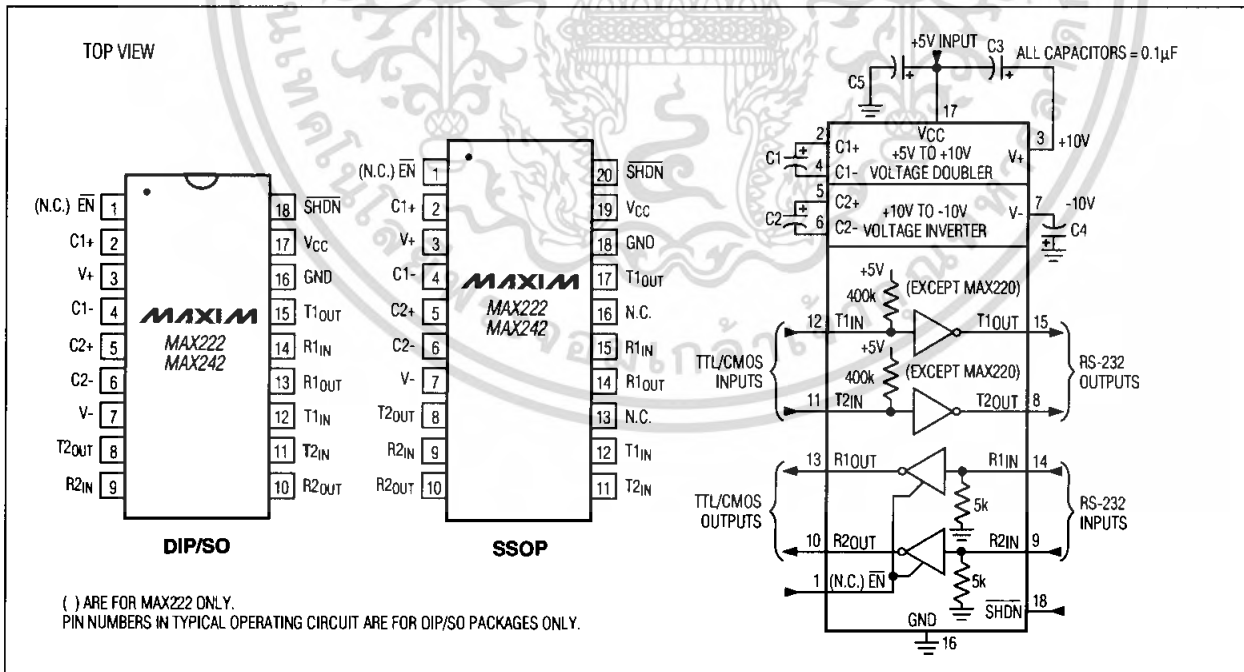 TOP VIEW
(N.C.) EN 1
C1+ 2
V+ 3
C1- 4
C2+ 5
C2- 6
V- 7
T2OUT 8
R2IN 9
18 SHDN
17 VCC
16 GND
15 T1OUT
14 R1IN
13 R1OUT
12 T1IN
11 T2IN
10 R2OUT
MAXIM
MAX222
MAX242
DIP/SO
(N.C.) EN 1
C1+ 2
V+ 3
C1- 4
C2+ 5
C2- 6
V- 7
T2OUT 8
R2IN 9
R2OUT 10
20 SHDN
19 VCC
18 GND
17 T1OUT
16 N.C.
15 R1IN
14 R1OUT
13 N.C.
12 T1IN
11 T2IN
MAXIM
MAX222
MAX242
SSOP
+5V INPUT
C3
ALL CAPACITORS = 0.1µF
C5
17
VCC
2
C1+
+5V TO +10V
VOLTAGE DOUBLER
V+
3
+10V
C1
4
C1-
5
C2+
+10V TO -10V
VOLTAGE INVERTER
V-
7
-10V
C2
6
C2-
C4
+5V
400k
(EXCEPT MAX220)
12 T1IN
T1OUT 15
TTL/CMOS
INPUTS
+5V
400k
(EXCEPT MAX220)
RS-232
OUTPUTS
11 T2IN
T2OUT 8
13 R1OUT
R1IN 14
5k
TTL/CMOS
OUTPUTS
RS-232
INPUTS
10 R2OUT
R2IN 9
5k
1 (N.C.) EN
SHDN 18
GND
16
( ) ARE FOR MAX222 ONLY.
PIN NUMBERS IN TYPICAL OPERATING CIRCUIT ARE FOR DIP/SO PACKAGES ONLY.